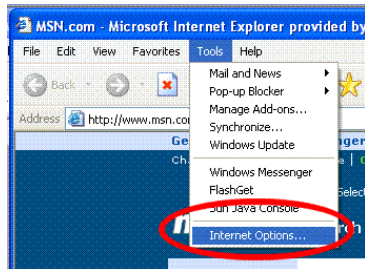 MSN.com - Microsoft Internet Explorer provided by
File Edit View Favorites Tools Help
Back
Mail and News
Pop-up Blocker
Manage Add-ons...
Address http://www.msn.co
Synchronize...
Windows Update
Windows Messenger
FlashGet
Sun Java Console
Internet Options...